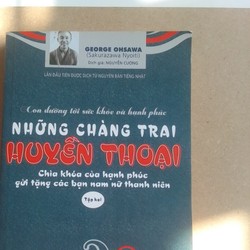 GEORGE OHSAWA
(Sakurazawa Nyoiti)
Dịch giả: NGUYỄN CƯỜNG
LẦN ĐẦU TIÊN ĐƯỢC DỊCH TỪ NGUYÊN BẢN TIẾNG NHẬT
Con đường tới sức khỏe và hạnh phúc
NHỮNG CHÀNG TRAI
HUYỀN THOẠI
Chìa khóa của hạnh phúc
gửi tặng các bạn nam nữ thanh niên
Tập hai